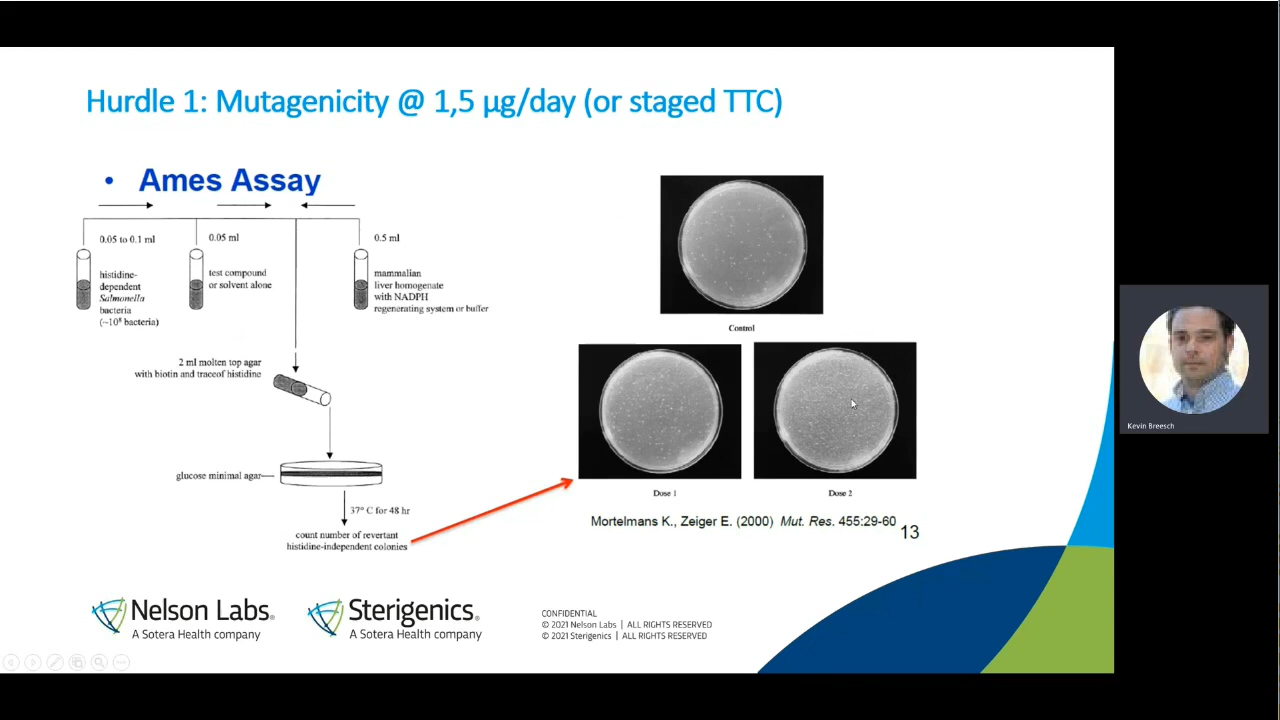 Hurdle 1: Mutagenicity @ 1,5 µg/day (or staged TTC)
• Ames Assay
0.05 to 0.1 ml
histidine-
dependent
Salmonella
bacteria
(~10⁸ bacteria)
0.05 ml
test compound
or solvent alone
0.5 ml
mammalian
liver homogenate
with NADPH
regenerating system or buffer
2 ml molten top agar
with biotin and traceof histidine
glucose minimal agar
37° C for 48 hr
count number of revertant
histidine-independent colonies
Control
Dose 1
Dose 2
Mortelmans K., Zeiger E. (2000) Mut. Res. 455:29-60
13
Nelson Labs®
A Sotera Health company
Sterigenics®
A Sotera Health company
CONFIDENTIAL
© 2021 Nelson Labs | ALL RIGHTS RESERVED
© 2021 Sterigenics | ALL RIGHTS RESERVED
Kevin Breesch